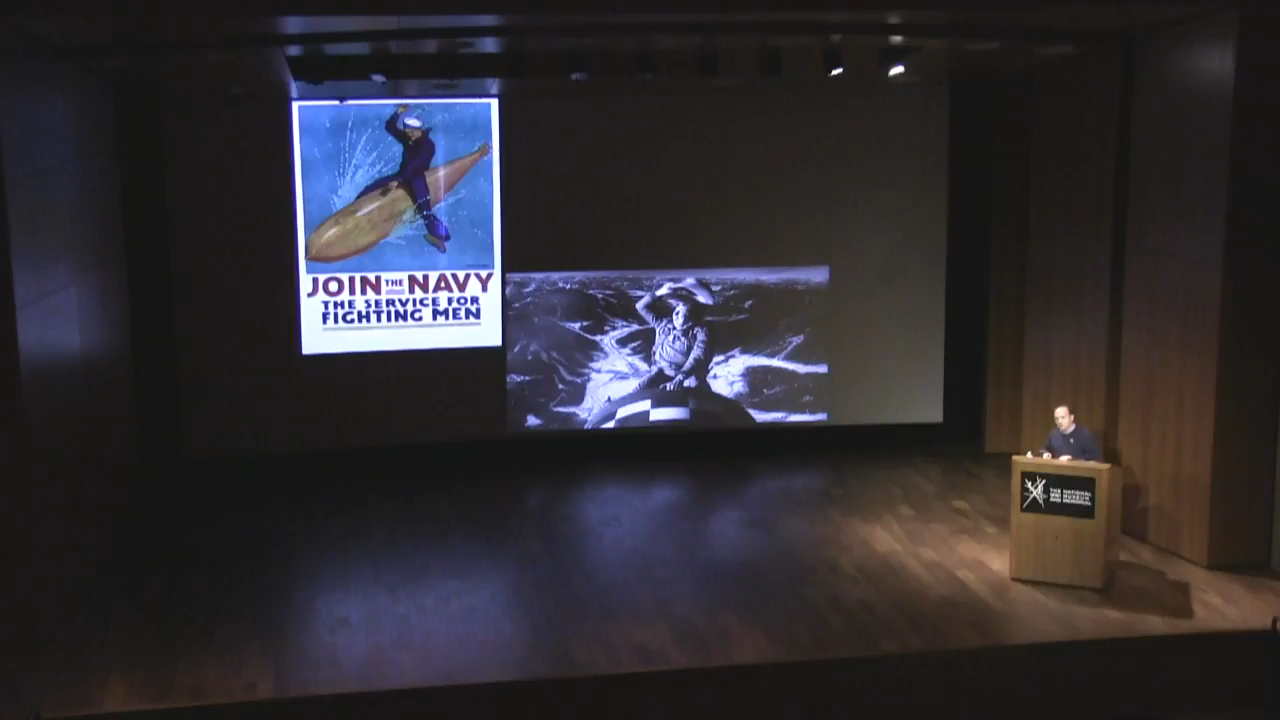 JOIN THE NAVY
THE SERVICE FOR
FIGHTING MEN
THE NATIONAL
WWI MUSEUM
AND MEMORIAL